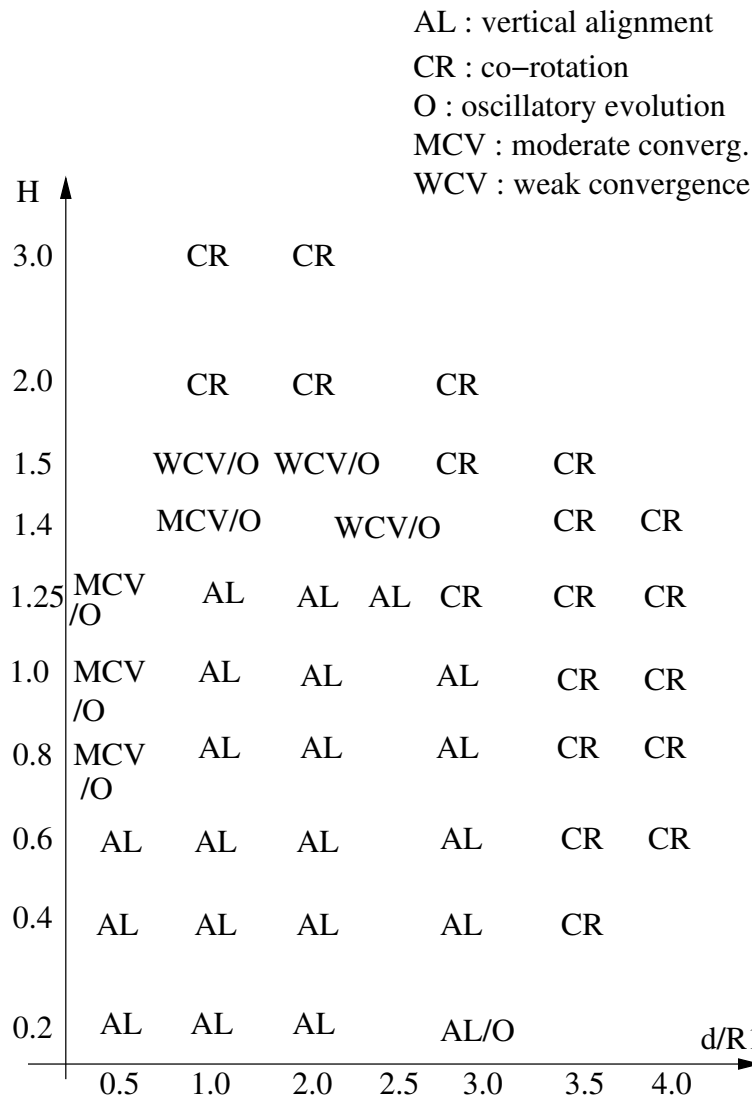 AL : vertical alignment
CR : co−rotation
O : oscillatory evolution
MCV : moderate converg.
WCV : weak convergence
H
3.0 CR CR
2.0 CR CR CR
1.5 WCV/O WCV/O CR CR
1.4 MCV/O WCV/O CR CR
1.25 MCV AL AL AL CR CR CR
/O
1.0 MCV AL AL AL CR CR
/O
0.8 MCV AL AL AL CR CR
/O
0.6 AL AL AL AL CR CR
0.4 AL AL AL AL CR
0.2 AL AL AL AL/O
d/R1
0.5 1.0 2.0 2.5 3.0 3.5 4.0